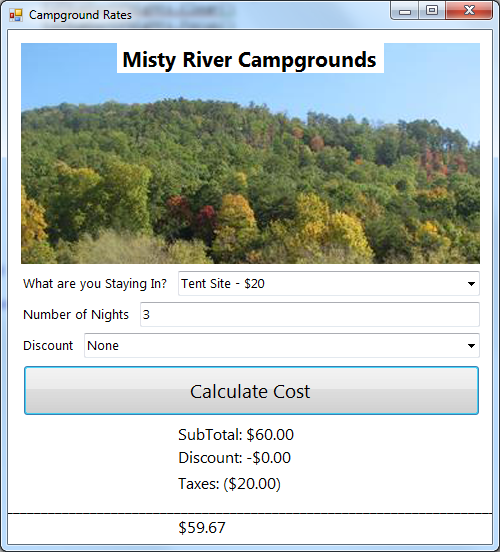 Campground Rates
Misty River Campgrounds
What are you Staying In? Tent Site - $20
Number of Nights 3
Discount None
Calculate Cost
SubTotal: $60.00
Discount: -$0.00
Taxes: ($20.00)
$59.67